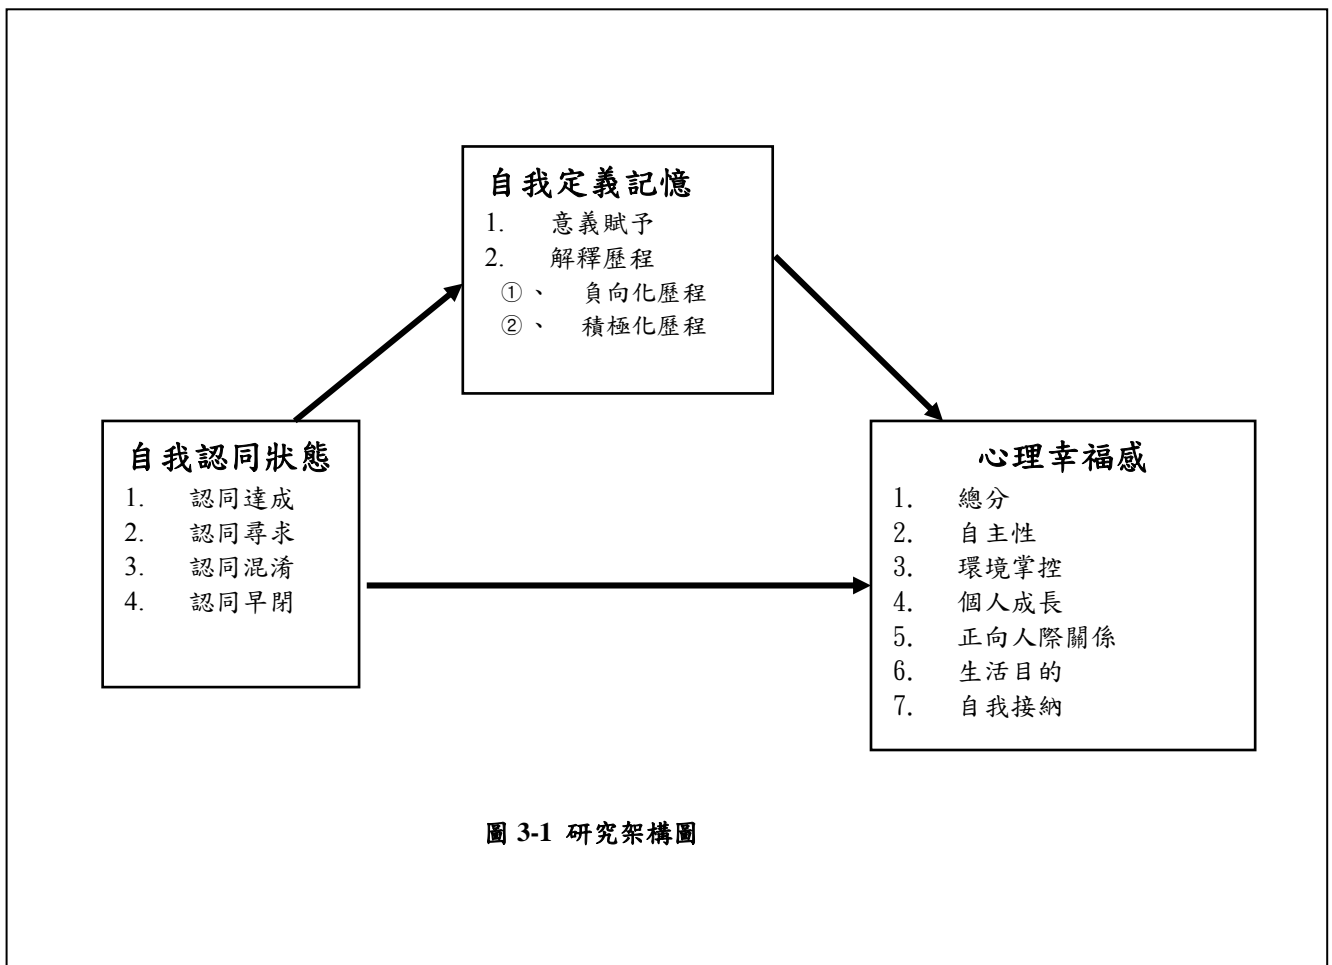 自我定義記憶
1. 意義賦予
2. 解釋歷程
①、 負向化歷程
②、 積極化歷程
自我認同狀態
1. 認同達成
2. 認同尋求
3. 認同混淆
4. 認同早閉
心理幸福感
1. 總分
2. 自主性
3. 環境掌控
4. 個人成長
5. 正向人際關係
6. 生活目的
7. 自我接納
圖 3-1 研究架構圖